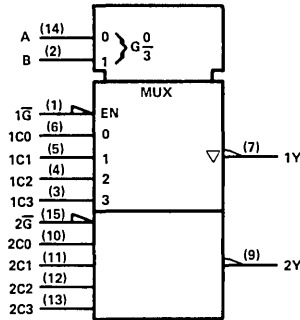 A (14) 0 G 0/3
B (2) 1
MUX
1G̅ (1) EN
1C0 (6) 0
1C1 (5) 1 ▽ (7) 1Y
1C2 (4) 2
1C3 (3) 3
2G̅ (15)
2C0 (10)
2C1 (11) (9) 2Y
2C2 (12)
2C3 (13)